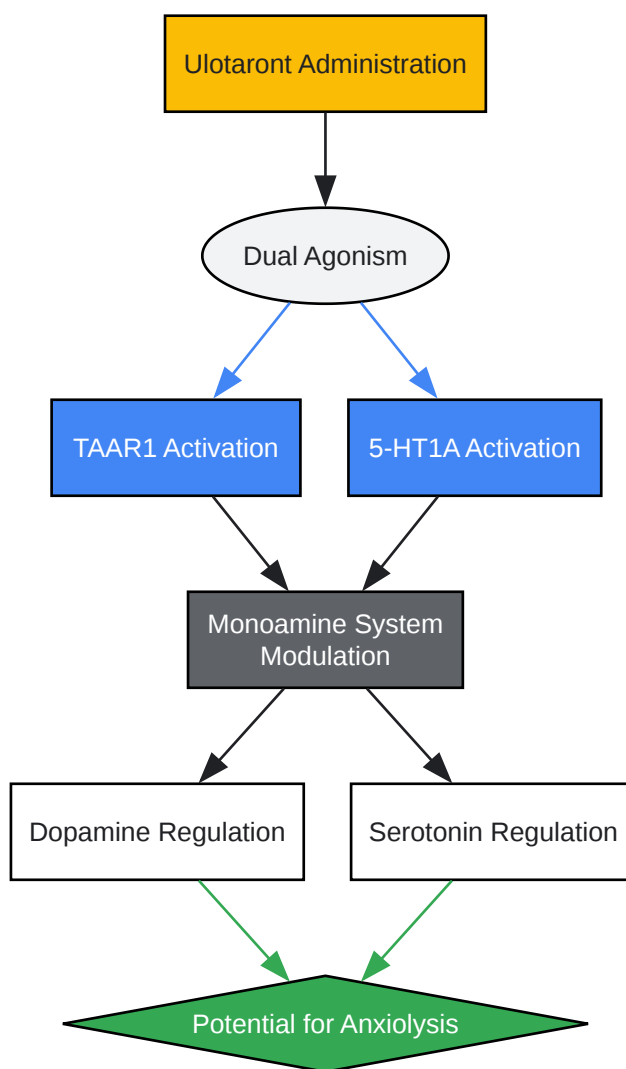 Ulotaront Administration
Dual Agonism
TAAR1 Activation
5-HT1A Activation
Monoamine System
Modulation
Dopamine Regulation
Serotonin Regulation
Potential for Anxiolysis